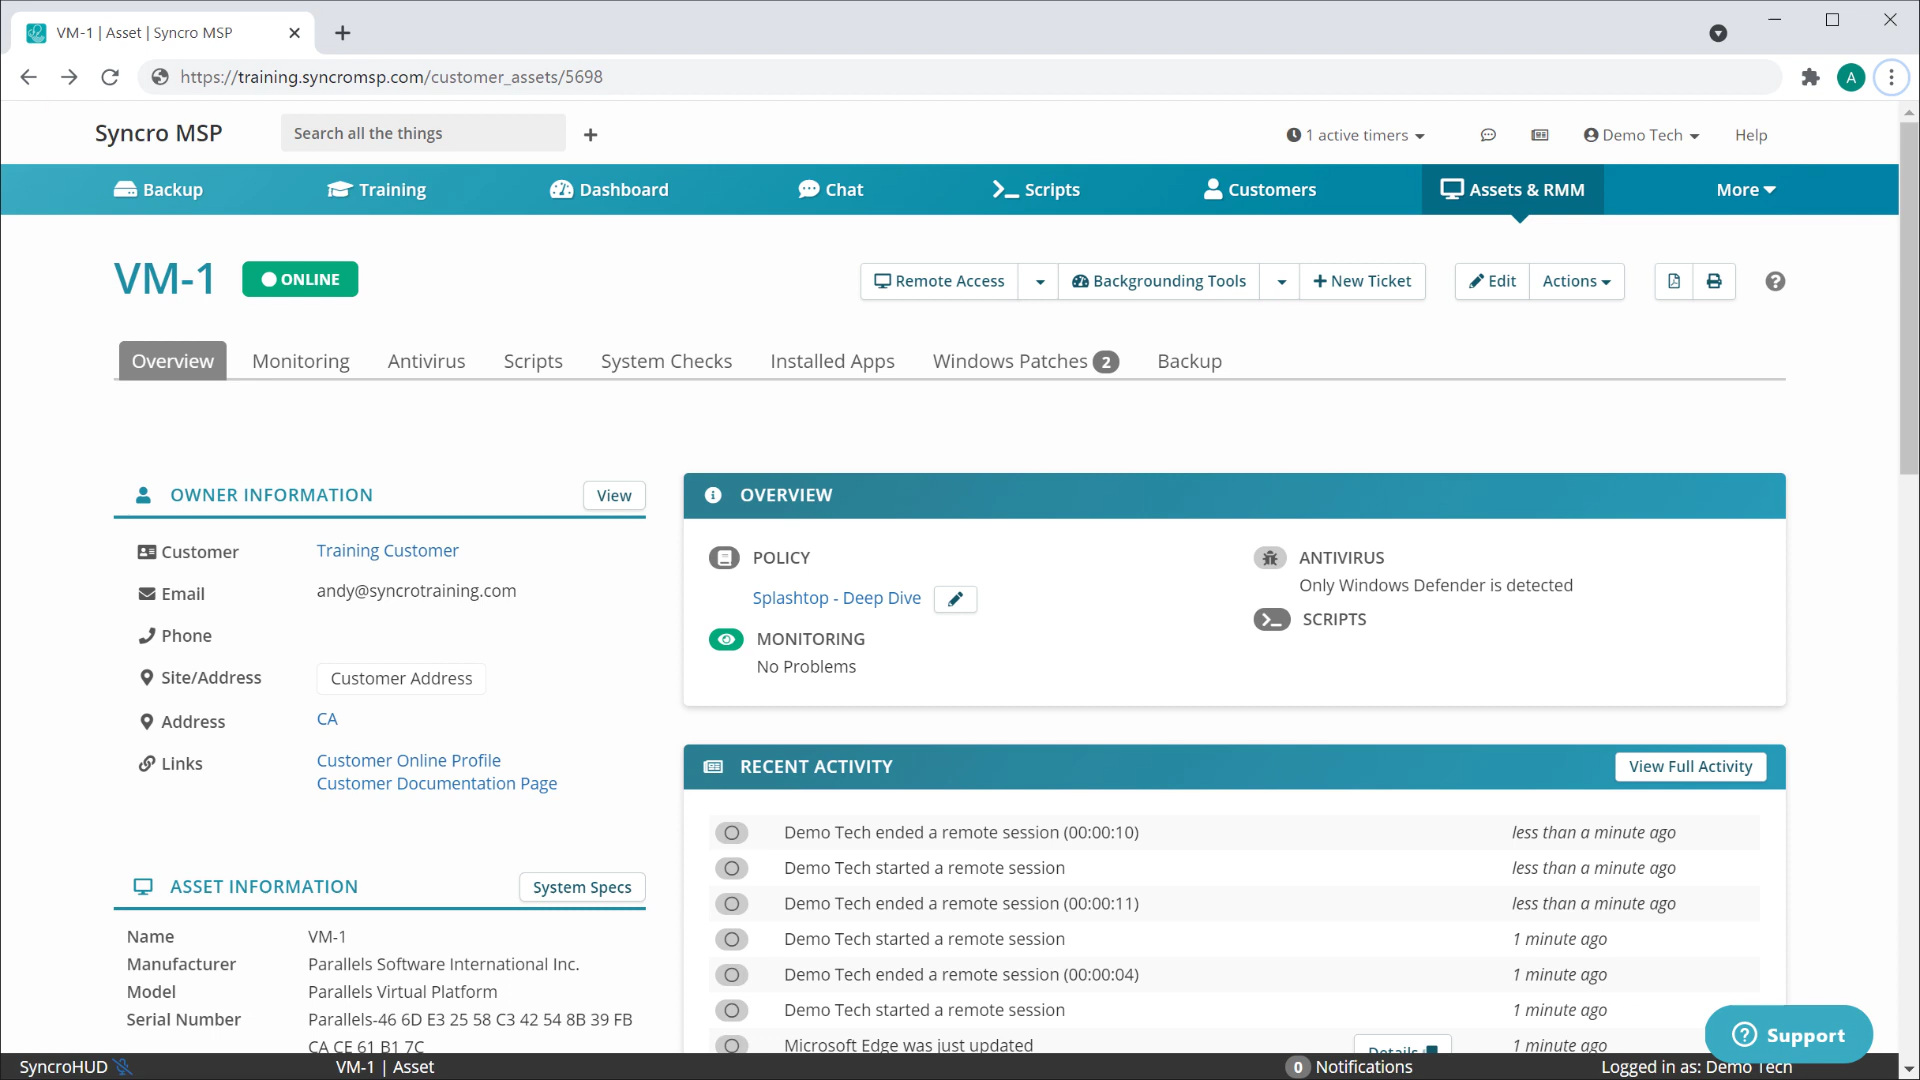 VM-1 | Asset | Syncro MSP
https://training.syncromsp.com/customer_assets/5698
A
Syncro MSP
Search all the things
1 active timers
Demo Tech
Help
Backup
Training
Dashboard
Chat
Scripts
Customers
Assets & RMM
More
VM-1
ONLINE
Remote Access
Backgrounding Tools
New Ticket
Edit
Actions
Overview
Monitoring
Antivirus
Scripts
System Checks
Installed Apps
Windows Patches 2
Backup
OWNER INFORMATION
View
Customer Training Customer
Email andy@syncrotraining.com
Phone
Site/Address Customer Address
Address CA
Links Customer Online Profile
Customer Documentation Page
ASSET INFORMATION
System Specs
Name VM-1
Manufacturer Parallels Software International Inc.
Model Parallels Virtual Platform
Serial Number Parallels-46 6D E3 25 58 C3 42 54 8B 39 FB
CA CE 61 B1 7C
OVERVIEW
POLICY
Splashtop - Deep Dive
MONITORING
No Problems
ANTIVIRUS
Only Windows Defender is detected
SCRIPTS
RECENT ACTIVITY
View Full Activity
Demo Tech ended a remote session (00:00:10) less than a minute ago
Demo Tech started a remote session less than a minute ago
Demo Tech ended a remote session (00:00:11) less than a minute ago
Demo Tech started a remote session 1 minute ago
Demo Tech ended a remote session (00:00:04) 1 minute ago
Demo Tech started a remote session 1 minute ago
Microsoft Edge was just updated Details 1 minute ago
Support
SyncroHUD
VM-1 | Asset
0 Notifications
Logged in as: Demo Tech